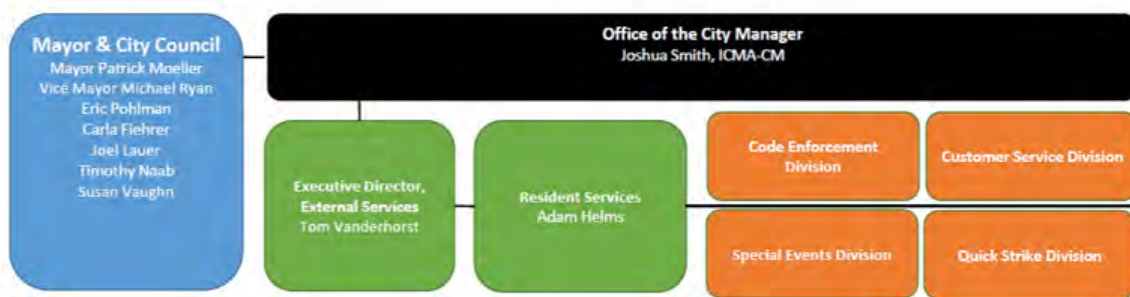 Mayor & City Council
Mayor Patrick Moeller
Vice Mayor Michael Ryan
Eric Pohlman
Carla Fiehrer
Joel Lauer
Timothy Naab
Susan Vaughn
Office of the City Manager
Joshua Smith, ICMA-CM
Executive Director,
External Services
Tom Vanderhorst
Resident Services
Adam Helms
Code Enforcement
Division
Customer Service Division
Special Events Division
Quick Strike Division